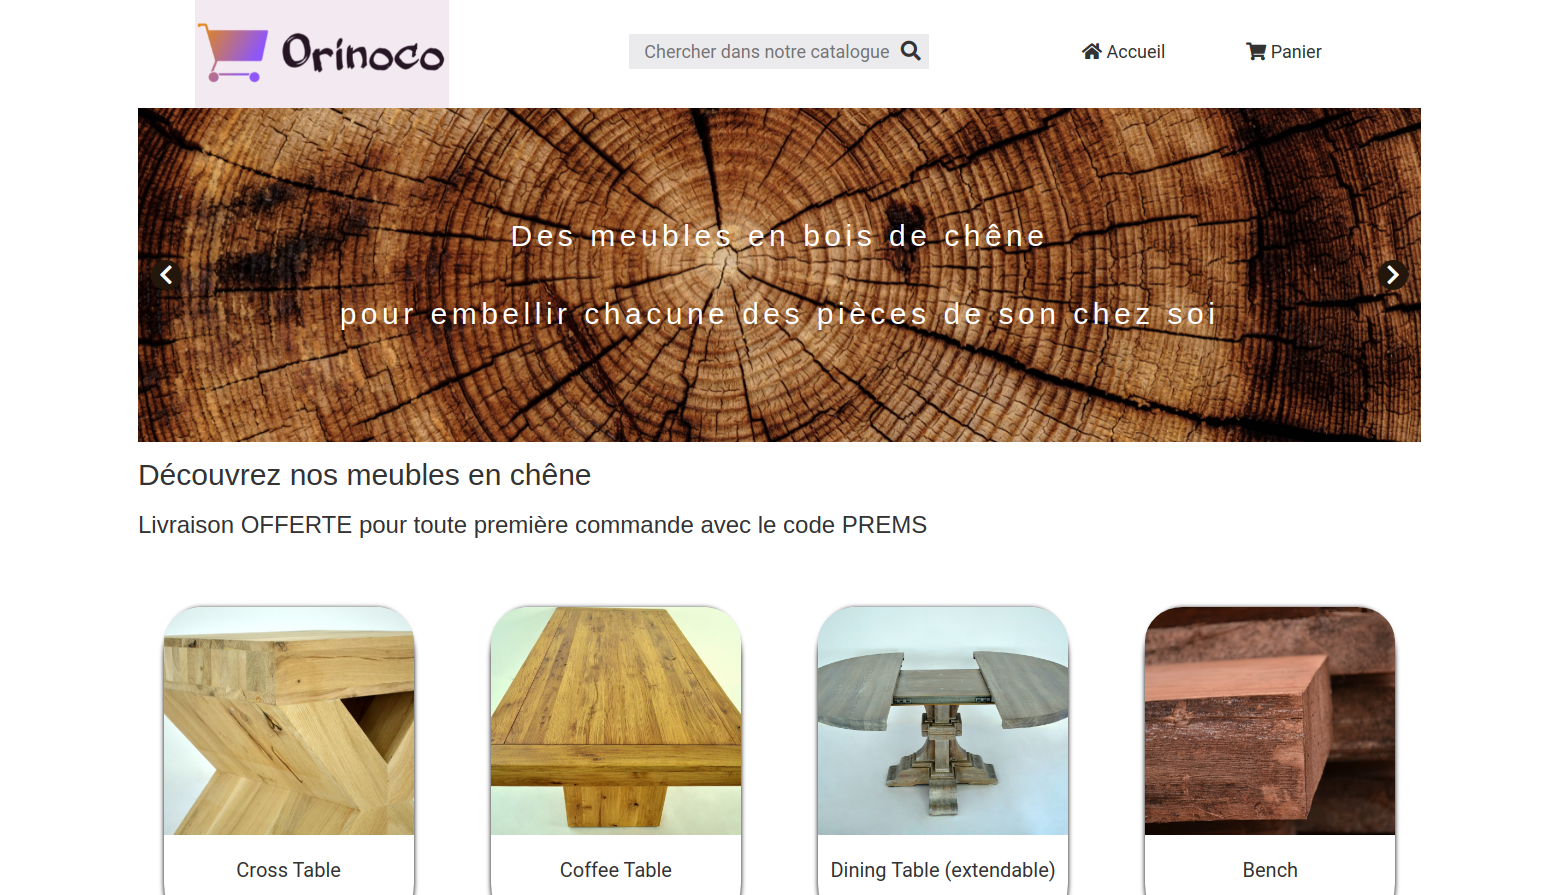 Orinoco
Chercher dans notre catalogue
Accueil
Panier
Des meubles en bois de chêne
pour embellir chacune des pièces de son chez soi
Découvrez nos meubles en chêne
Livraison OFFERTE pour toute première commande avec le code PREMS
Cross Table
Coffee Table
Dining Table (extendable)
Bench